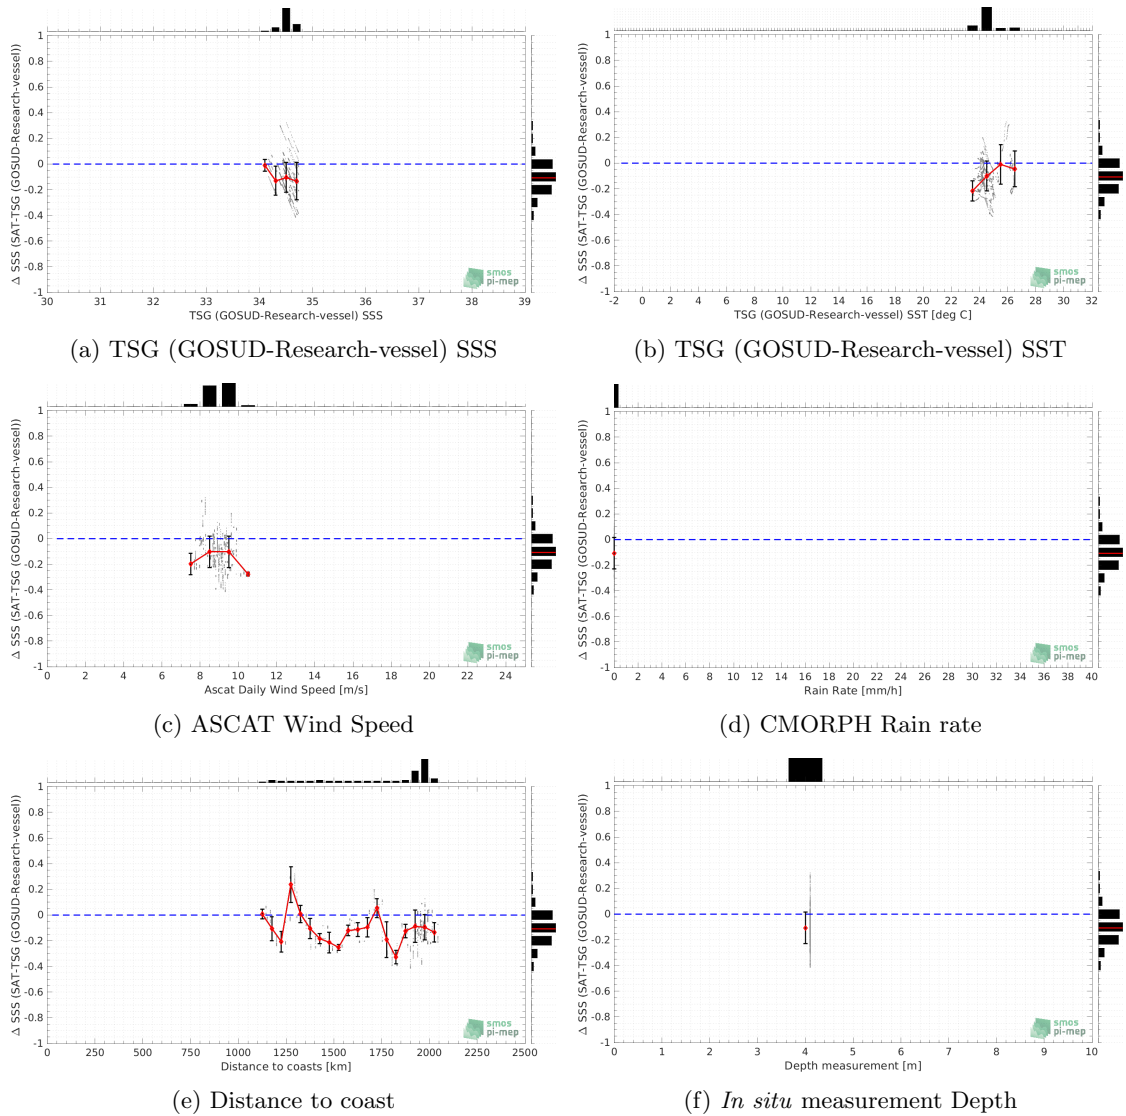 Δ SSS (SAT-TSG (GOSUD-Research-vessel))
1
0.8
0.6
0.4
0.2
0
-0.2
-0.4
-0.6
-0.8
-1
30 31 32 33 34 35 36 37 38 39
TSG (GOSUD-Research-vessel) SSS
smos
pi-mep
(a) TSG (GOSUD-Research-vessel) SSS
Δ SSS (SAT-TSG (GOSUD-Research-vessel))
1
0.8
0.6
0.4
0.2
0
-0.2
-0.4
-0.6
-0.8
-1
-2 0 2 4 6 8 10 12 14 16 18 20 22 24 26 28 30 32
TSG (GOSUD-Research-vessel) SST [deg C]
smos
pi-mep
(b) TSG (GOSUD-Research-vessel) SST
Δ SSS (SAT-TSG (GOSUD-Research-vessel))
1
0.8
0.6
0.4
0.2
0
-0.2
-0.4
-0.6
-0.8
-1
0 2 4 6 8 10 12 14 16 18 20 22 24
Ascat Daily Wind Speed [m/s]
smos
pi-mep
(c) ASCAT Wind Speed
Δ SSS (SAT-TSG (GOSUD-Research-vessel))
1
0.8
0.6
0.4
0.2
0
-0.2
-0.4
-0.6
-0.8
-1
0 2 4 6 8 10 12 14 16 18 20 22 24 26 28 30 32 34 36 38 40
Rain Rate [mm/h]
smos
pi-mep
(d) CMORPH Rain rate
Δ SSS (SAT-TSG (GOSUD-Research-vessel))
1
0.8
0.6
0.4
0.2
0
-0.2
-0.4
-0.6
-0.8
-1
0 250 500 750 1000 1250 1500 1750 2000 2250 2500
Distance to coasts [km]
smos
pi-mep
(e) Distance to coast
Δ SSS (SAT-TSG (GOSUD-Research-vessel))
1
0.8
0.6
0.4
0.2
0
-0.2
-0.4
-0.6
-0.8
-1
0 1 2 3 4 5 6 7 8 9 10
Depth measurement [m]
smos
pi-mep
(f) In situ measurement Depth